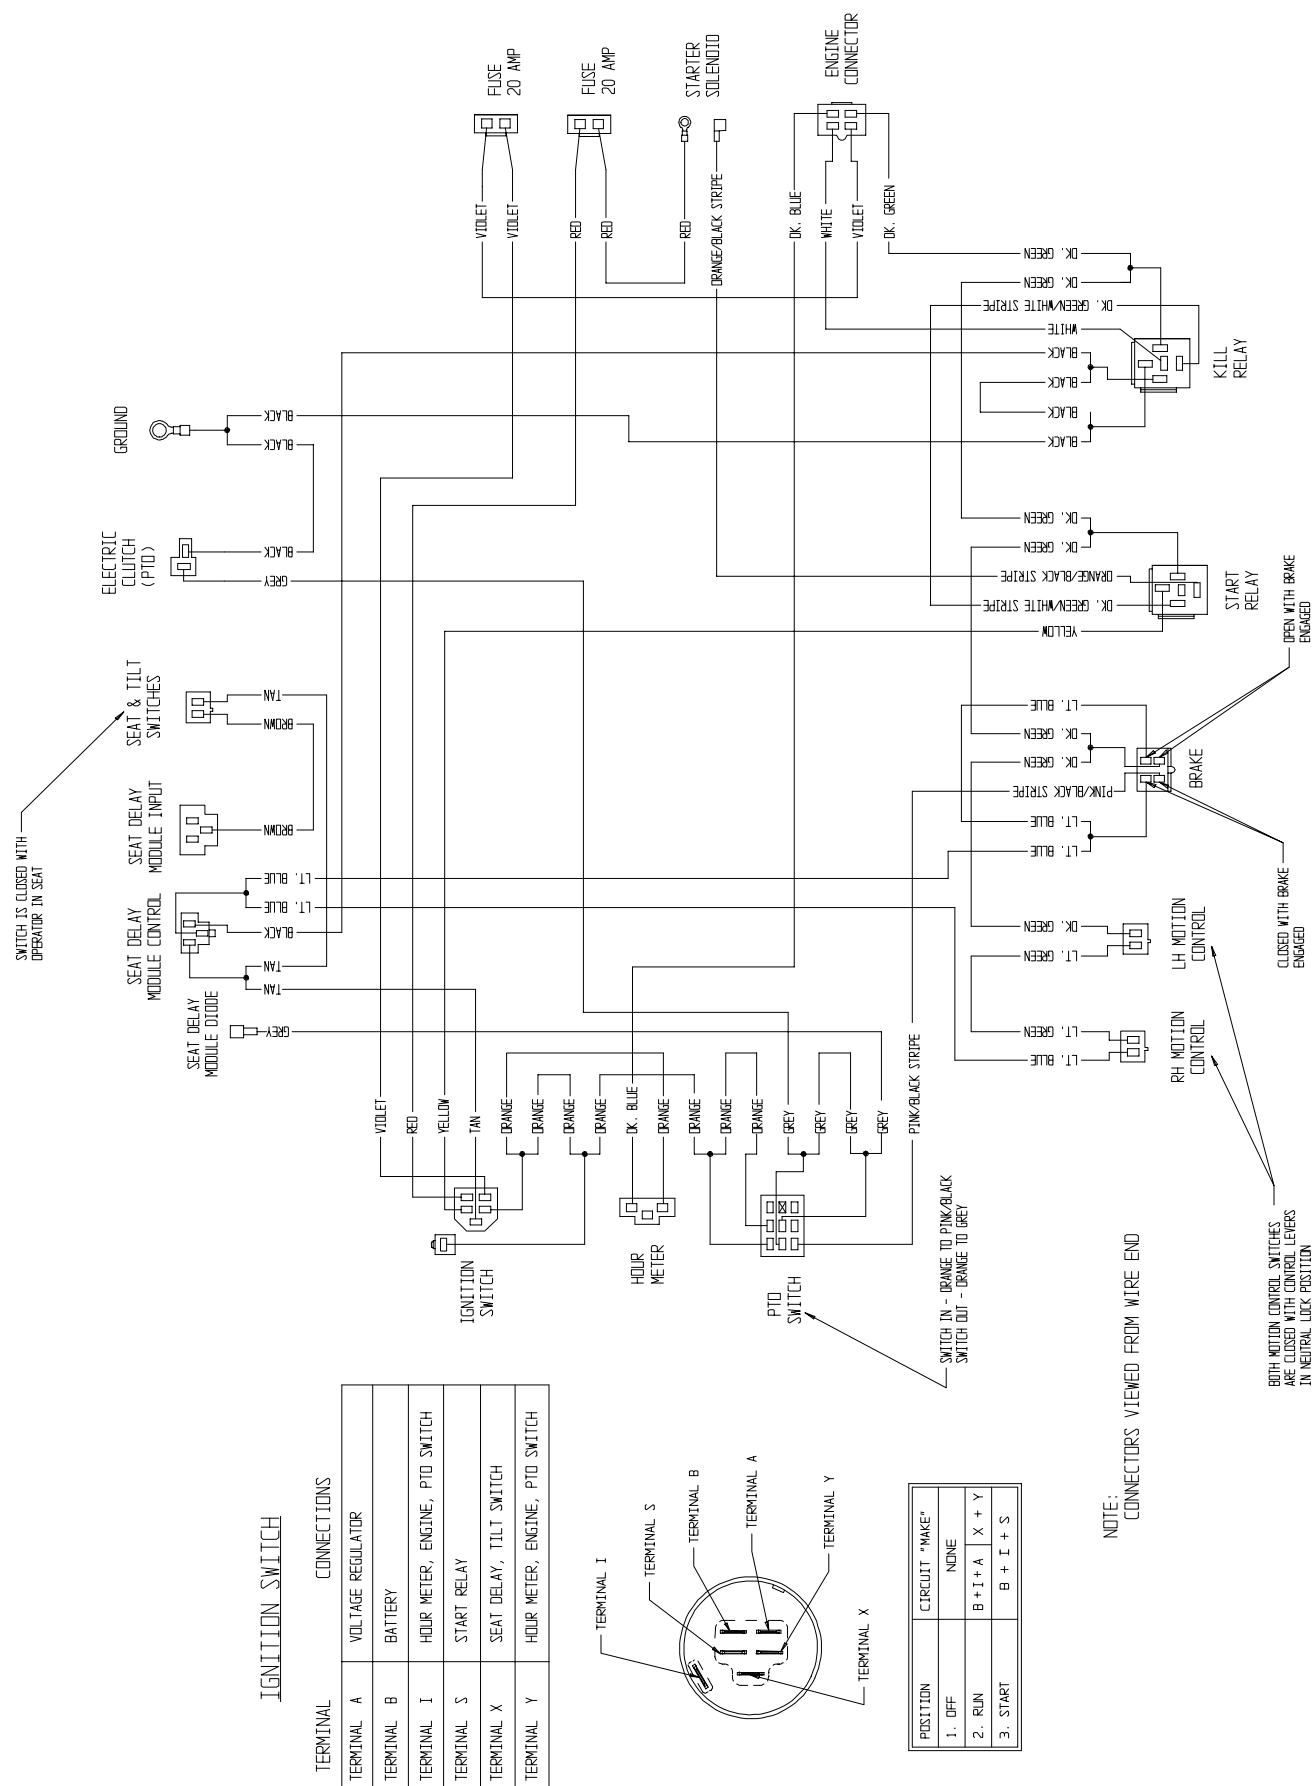 FUSE
20 AMP
FUSE
20 AMP
STARTER
SOLENOID
ENGINE
CONNECTOR
VIOLET
VIOLET
RED
RED
RED
ORANGE/BLACK STRIPE
DK. BLUE
WHITE
VIOLET
DK. GREEN
DK. GREEN
DK. GREEN
DK. GREEN/WHITE STRIPE
WHITE
BLACK
BLACK
BLACK
BLACK
KILL
RELAY
GROUND
BLACK
BLACK
ELECTRIC
CLUTCH
(PTO)
BLACK
GREY
DK. GREEN
DK. GREEN
ORANGE/BLACK STRIPE
DK. GREEN/WHITE STRIPE
YELLOW
START
RELAY
OPEN WITH BRAKE
ENGAGED
SEAT & TILT
SWITCHES
TAN
BROWN
SWITCH IS CLOSED WITH
OPERATOR IN SEAT
SEAT DELAY
MODULE INPUT
BROWN
LT. BLUE
DK. GREEN
DK. GREEN
PINK/BLACK STRIPE
LT. BLUE
LT. BLUE
BRAKE
CLOSED WITH BRAKE
ENGAGED
SEAT DELAY
MODULE CONTROL
LT. BLUE
LT. BLUE
BLACK
TAN
TAN
SEAT DELAY
MODULE DIODE
GREY
DK. GREEN
LT. GREEN
LH MOTION
CONTROL
LT. GREEN
LT. BLUE
RH MOTION
CONTROL
VIOLET
RED
YELLOW
TAN
ORANGE
ORANGE
ORANGE
ORANGE
DK. BLUE
ORANGE
ORANGE
ORANGE
ORANGE
GREY
GREY
GREY
GREY
PINK/BLACK STRIPE
IGNITION
SWITCH
HOUR
METER
PTO
SWITCH
SWITCH IN - ORANGE TO PINK/BLACK
SWITCH OUT - ORANGE TO GREY
BOTH MOTION CONTROL SWITCHES
ARE CLOSED WITH CONTROL LEVERS
IN NEUTRAL LOCK POSITION
NOTE:
CONNECTORS VIEWED FROM WIRE END
IGNITION SWITCH
TERMINAL CONNECTIONS
TERMINAL A VOLTAGE REGULATOR
TERMINAL B BATTERY
TERMINAL I HOUR METER, ENGINE, PTO SWITCH
TERMINAL S START RELAY
TERMINAL X SEAT DELAY, TILT SWITCH
TERMINAL Y HOUR METER, ENGINE, PTO SWITCH
TERMINAL I
TERMINAL S
TERMINAL B
TERMINAL A
TERMINAL Y
TERMINAL X
POSITION CIRCUIT "MAKE"
1. OFF NONE
2. RUN B+I+A X + Y
3. START B + I + S